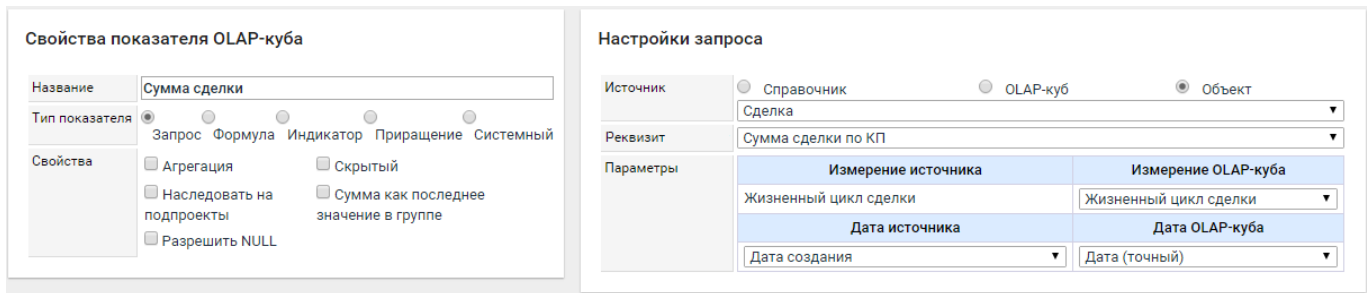 Свойства показателя OLAP-куба
Название
Сумма сделки
Тип показателя
Запрос Формула Индикатор Приращение Системный
Свойства
Агрегация
Скрытый
Наследовать на
подпроекты
Сумма как последнее
значение в группе
Разрешить NULL
Настройки запроса
Источник
Справочник OLAP-куб Объект
Сделка
Реквизит
Сумма сделки по КП
Параметры
Измерение источника Измерение OLAP-куба
Жизненный цикл сделки Жизненный цикл сделки
Дата источника Дата OLAP-куба
Дата создания Дата (точный)